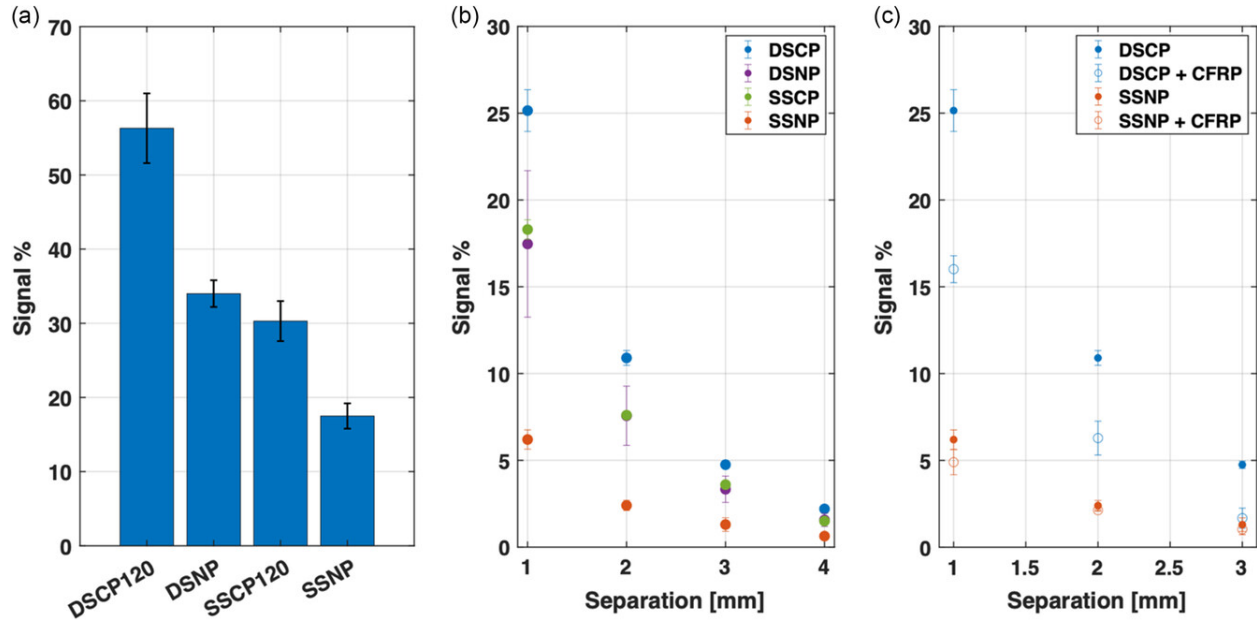 (a)
70
60
50
40
30
20
10
0
Signal %
DSCP120
DSNP
SSCP120
SSNP
(b)
30
25
20
15
10
5
0
Signal %
1 2 3 4
Separation [mm]
DSCP
DSNP
SSCP
SSNP
(c)
30
25
20
15
10
5
0
Signal %
1 1.5 2 2.5 3
Separation [mm]
DSCP
DSCP + CFRP
SSNP
SSNP + CFRP